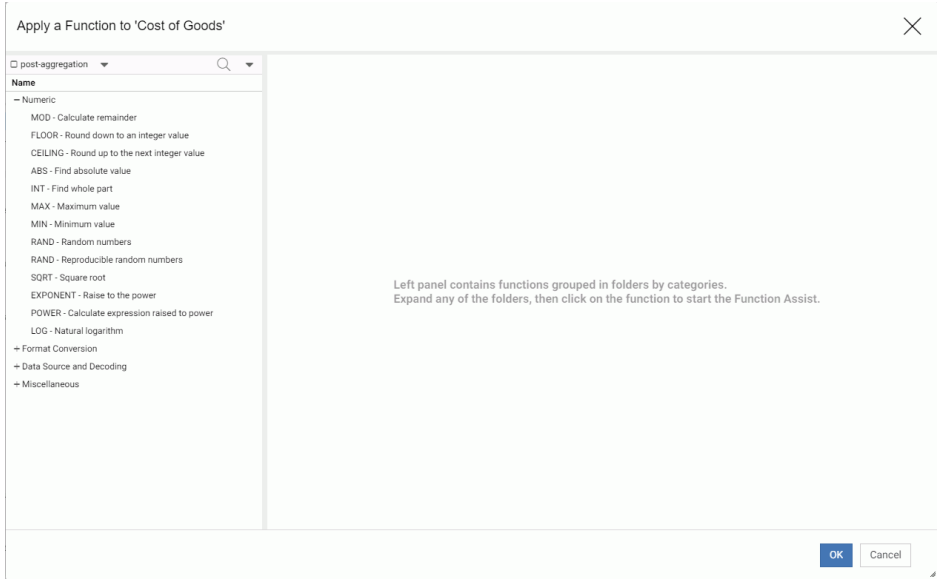 Apply a Function to 'Cost of Goods'
post-aggregation
Name
Numeric
MOD - Calculate remainder
FLOOR - Round down to an integer value
CEILING - Round up to the next integer value
ABS - Find absolute value
INT - Find whole part
MAX - Maximum value
MIN - Minimum value
RAND - Random numbers
RAND - Reproducible random numbers
SQRT - Square root
EXPONENT - Raise to the power
POWER - Calculate expression raised to power
LOG - Natural logarithm
Format Conversion
Data Source and Decoding
Miscellaneous
Left panel contains functions grouped in folders by categories.
Expand any of the folders, then click on the function to start the Function Assist.
OK Cancel